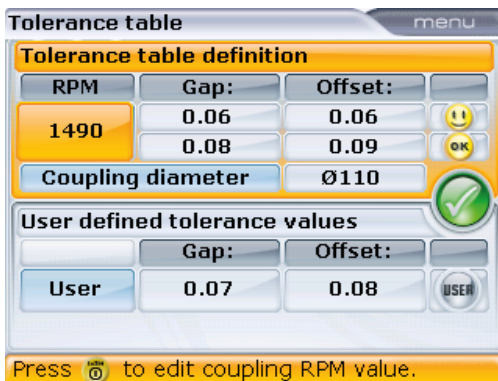 Tolerance table menu
Tolerance table definition
RPM Gap: Offset:
1490 0.06 0.06
0.08 0.09 OK
Coupling diameter Ø110
User defined tolerance values
Gap: Offset:
User 0.07 0.08 USER
Press to edit coupling RPM value.